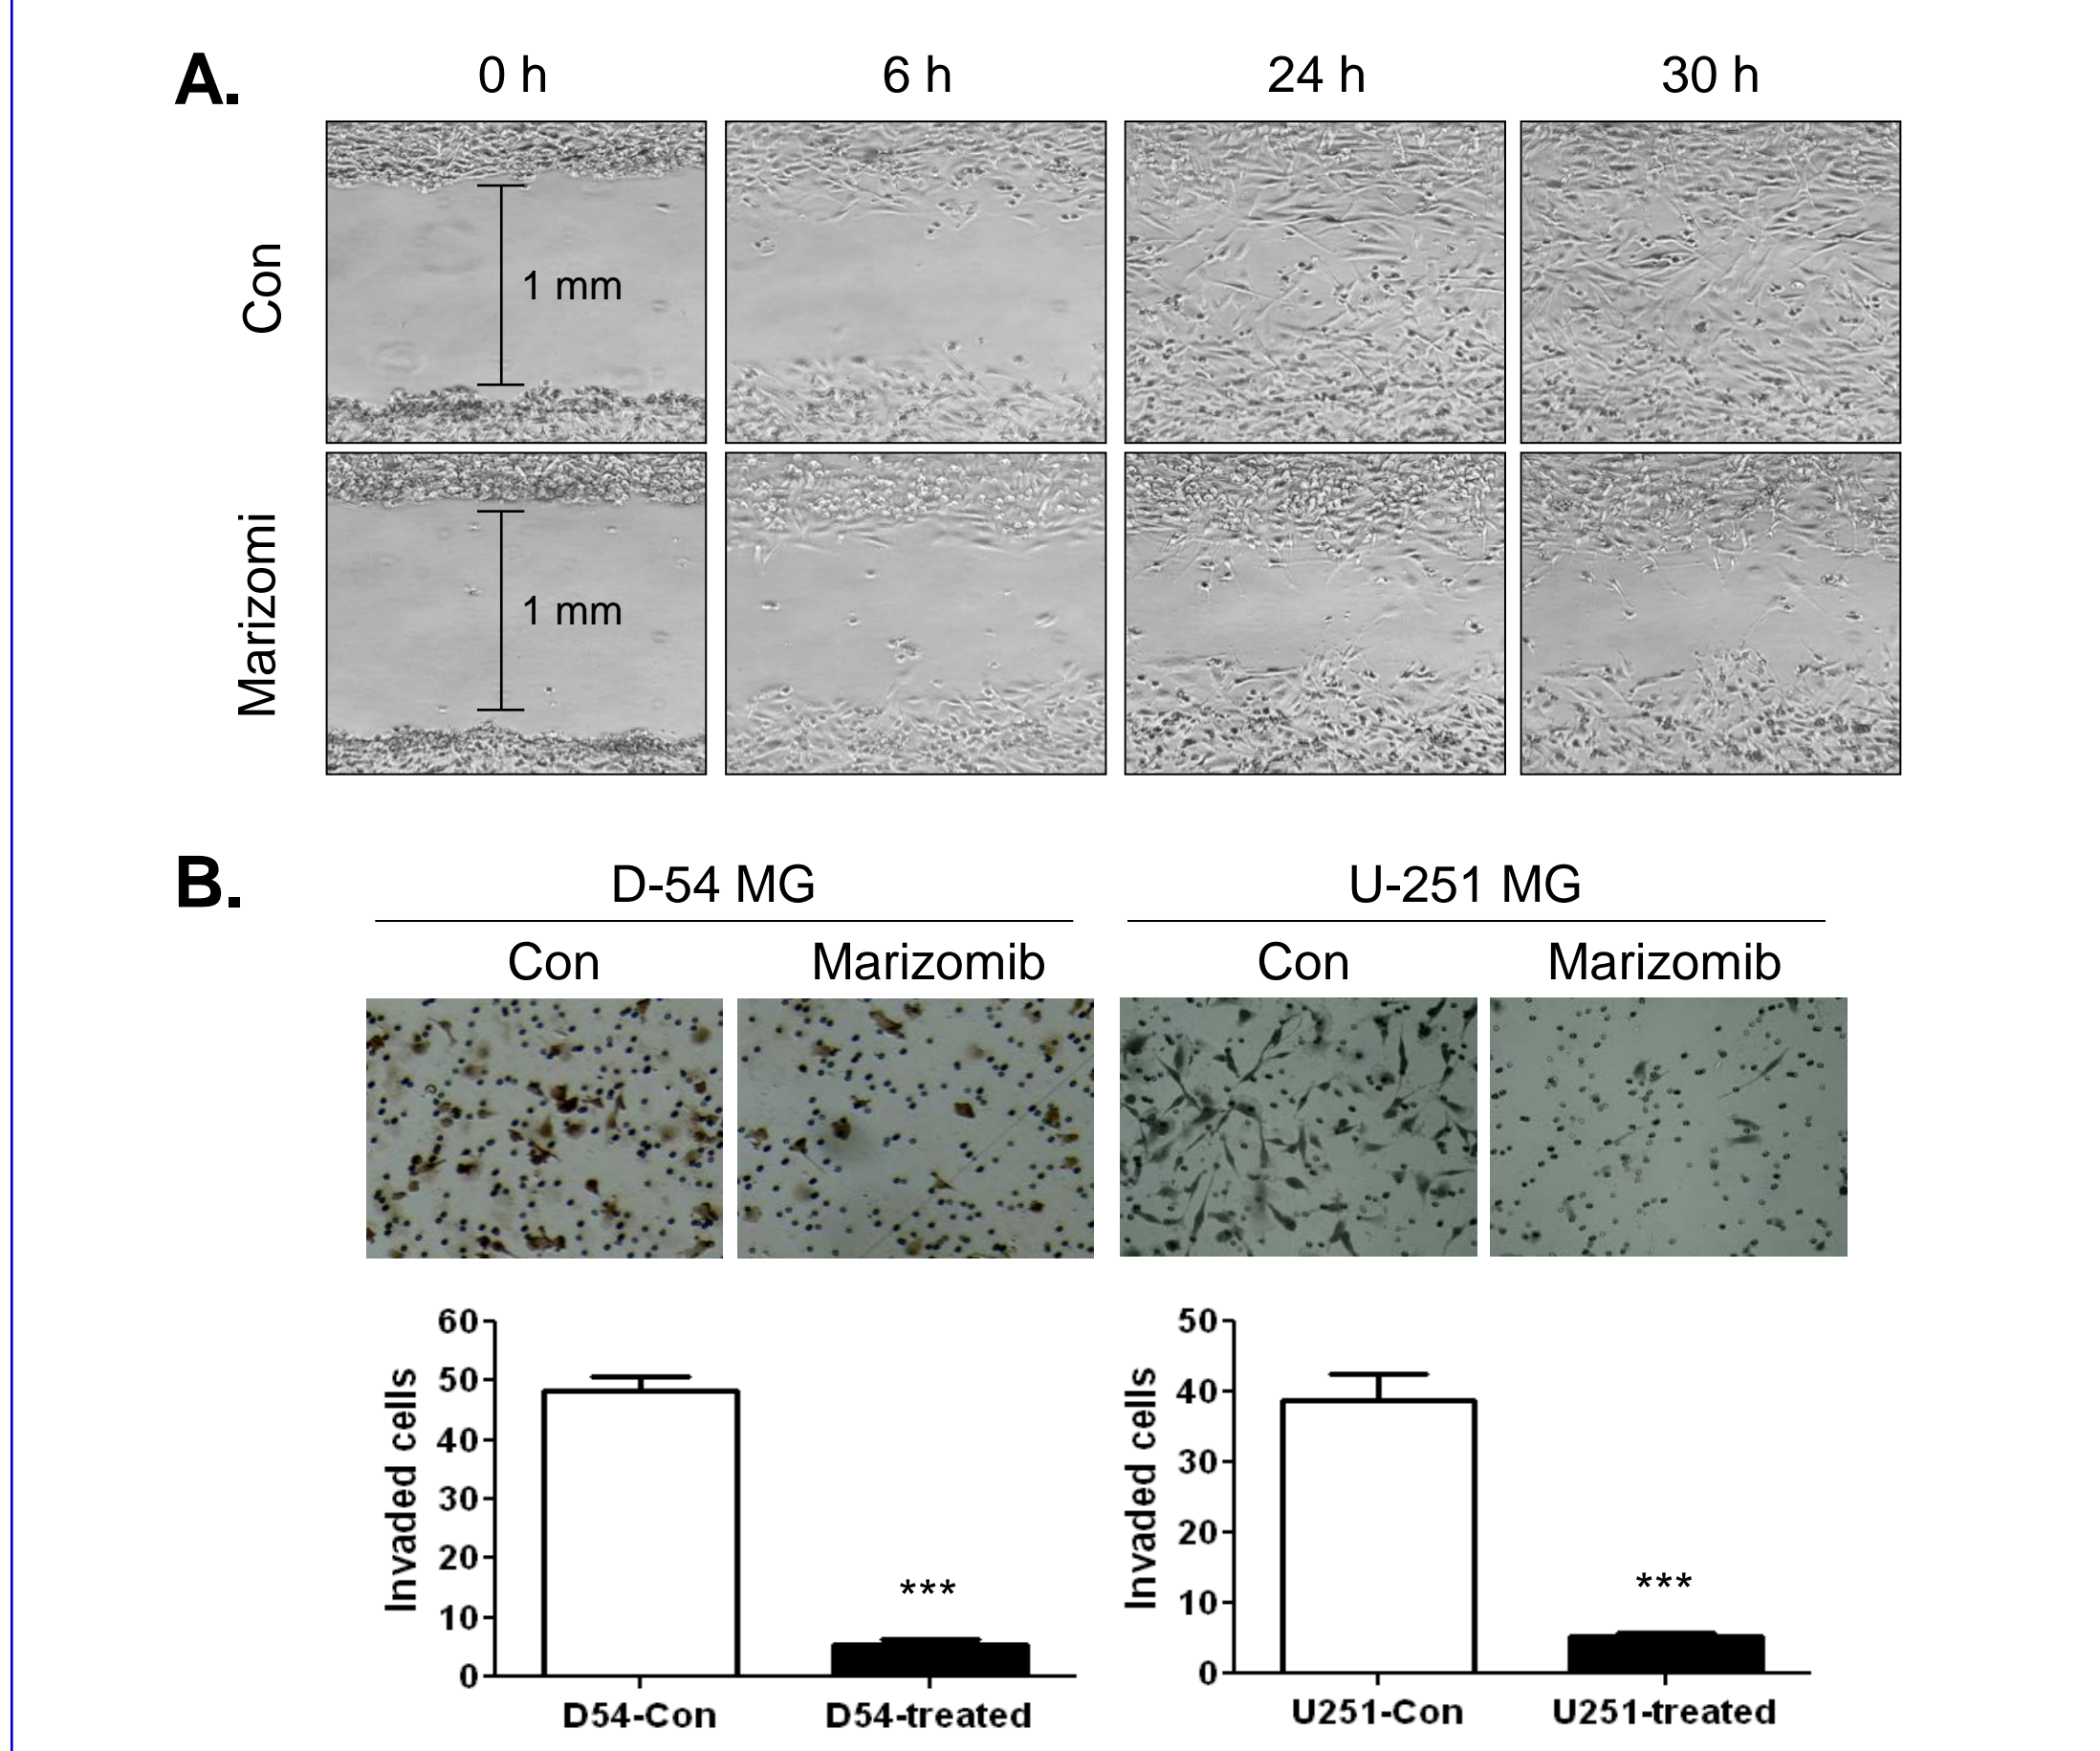 A.
0 h 6 h 24 h 30 h
Con
1 mm
Marizomi
1 mm
B.
D-54 MG U-251 MG
Con Marizomib Con Marizomib
60
50
40
30
20
10
0
Invaded cells
***
D54-Con D54-treated
50
40
30
20
10
0
Invaded cells
***
U251-Con U251-treated